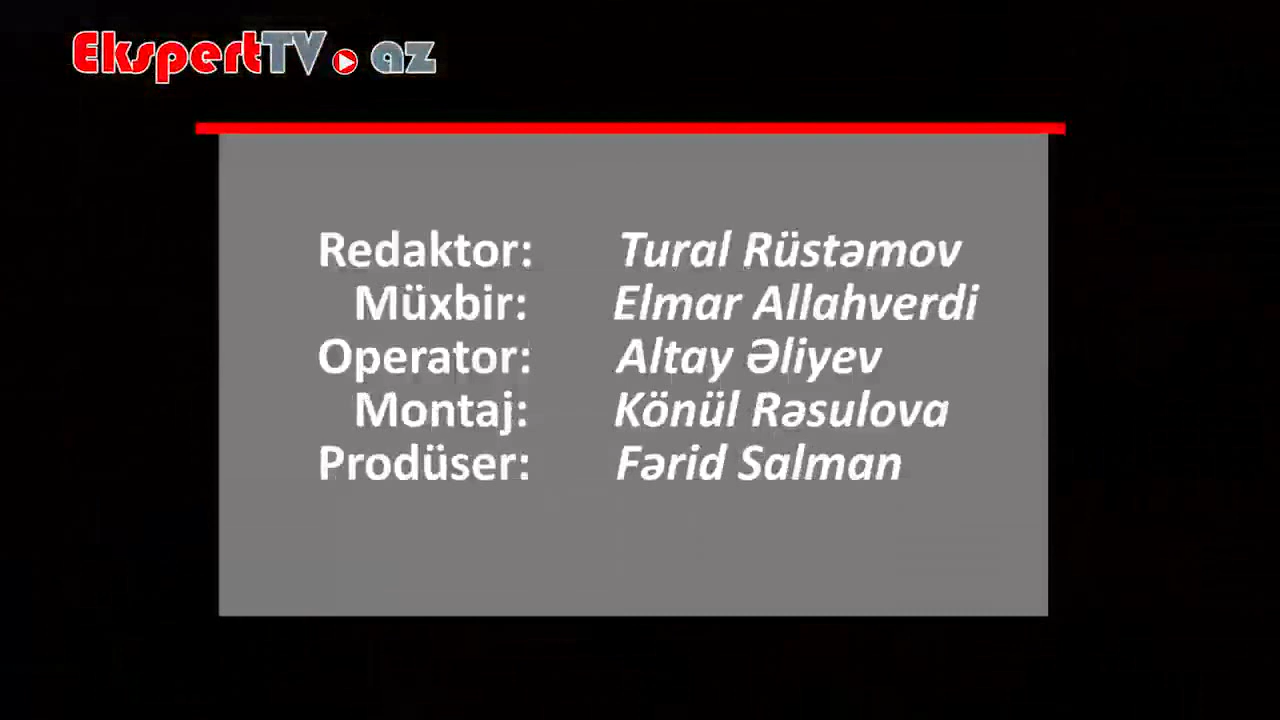 EkspertTV.az
Redaktor: Tural Rüstəmov
Müxbir: Elmar Allahverdi
Operator: Altay Əliyev
Montaj: Könül Rəsulova
Prodüser: Fərid Salman